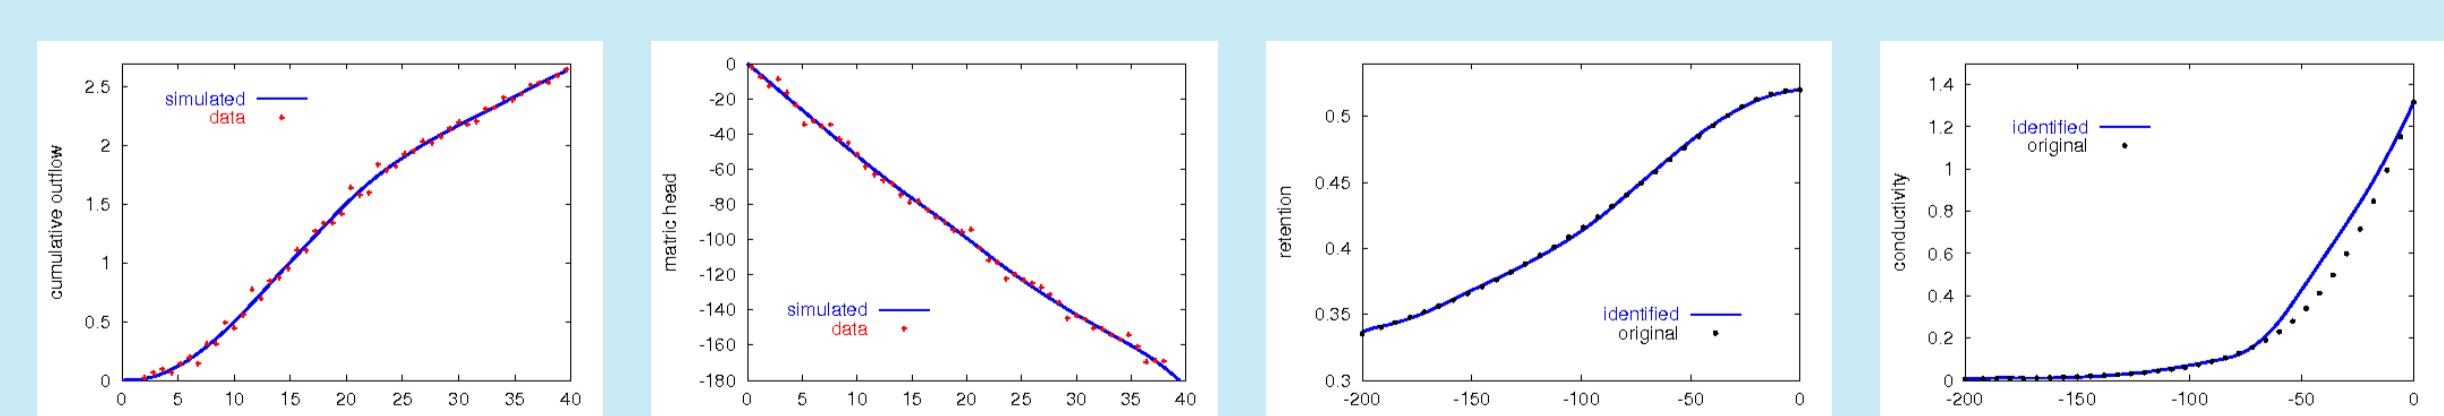 cumulative outflow
2.5
2
1.5
1
0.5
0
simulated
data
0 5 10 15 20 25 30 35 40
matric head
0
-20
-40
-60
-80
-100
-120
-140
-160
-180
simulated
data
0 5 10 15 20 25 30 35 40
retention
0.5
0.45
0.4
0.35
0.3
identified
original
-200 -150 -100 -50 0
conductivity
1.4
1.2
1
0.8
0.6
0.4
0.2
0
identified
original
-200 -150 -100 -50 0